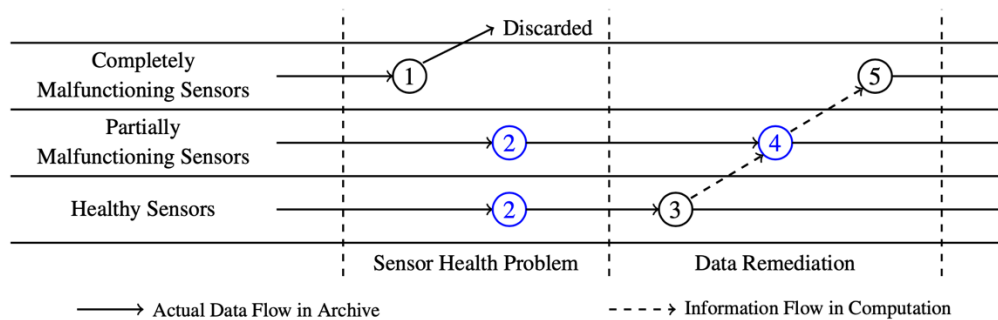 Discarded
Completely
Malfunctioning Sensors
1
5
Partially
Malfunctioning Sensors
2
4
Healthy Sensors
2
3
Sensor Health Problem
Data Remediation
Actual Data Flow in Archive
Information Flow in Computation